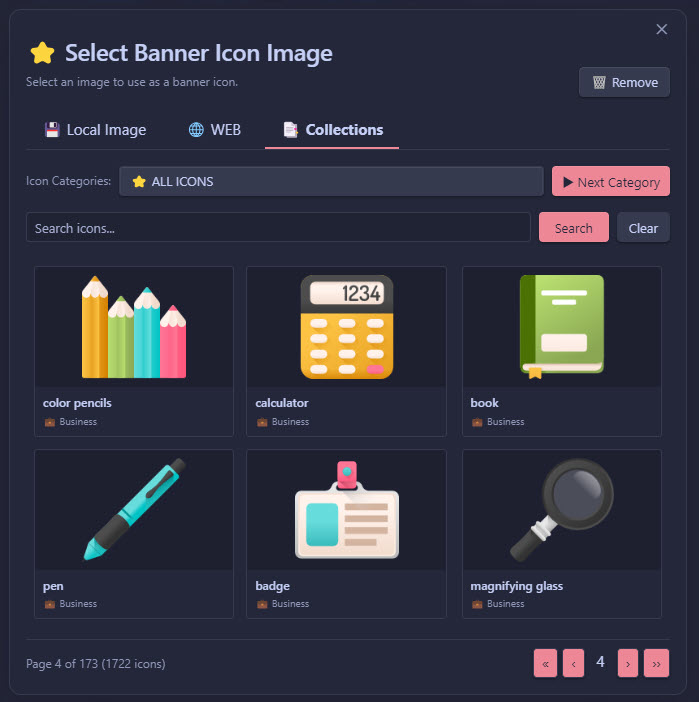 Select Banner Icon Image
Select an image to use as a banner icon.
Remove
Local Image
WEB
Collections
Icon Categories:
ALL ICONS
Next Category
Search icons...
Search
Clear
1234
color pencils
calculator
book
Business
Business
Business
pen
badge
magnifying glass
Business
Business
Business
Page 4 of 173 (1722 icons)
«
‹
4
›
››